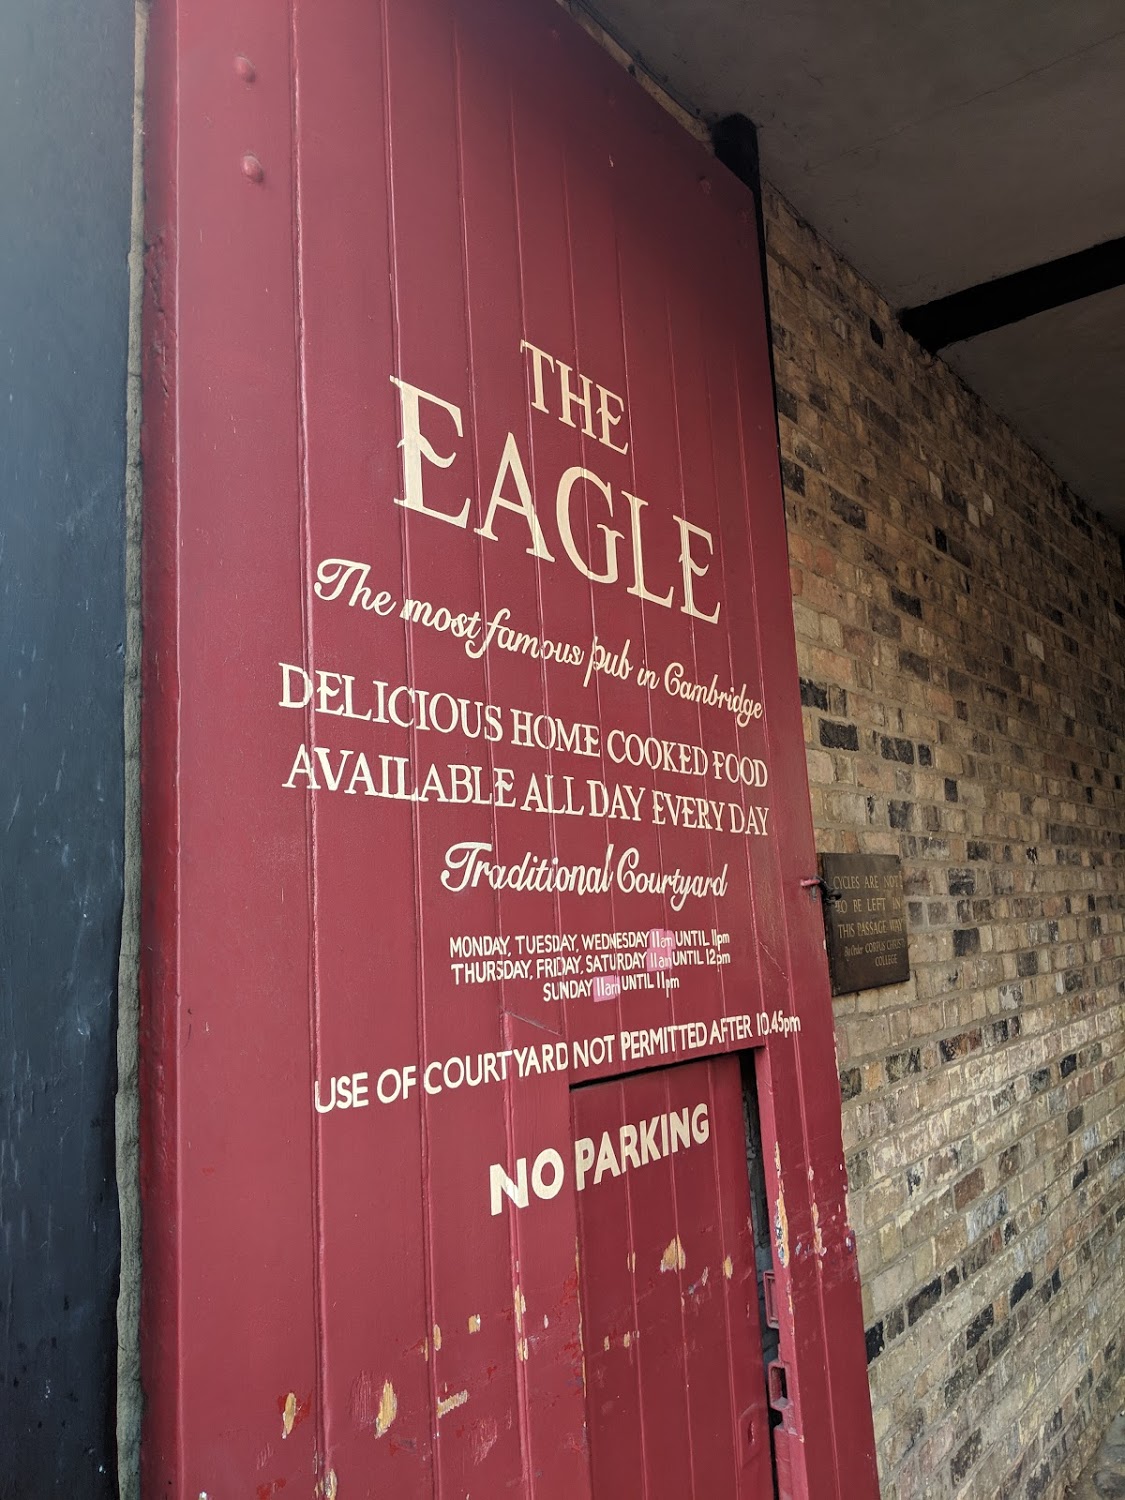 THE
EAGLE
The most famous pub in Cambridge
DELICIOUS HOME COOKED FOOD
AVAILABLE ALL DAY EVERY DAY
Traditional Courtyard
MONDAY, TUESDAY, WEDNESDAY 11am UNTIL 11pm
THURSDAY, FRIDAY, SATURDAY 11am UNTIL 12pm
SUNDAY 11am UNTIL 11pm
USE OF COURTYARD NOT PERMITTED AFTER 10.45pm
NO PARKING
CYCLES ARE NOT
TO BE LEFT IN
THIS PASSAGE WAY
By Order CORPUS CHRISTI
COLLEGE